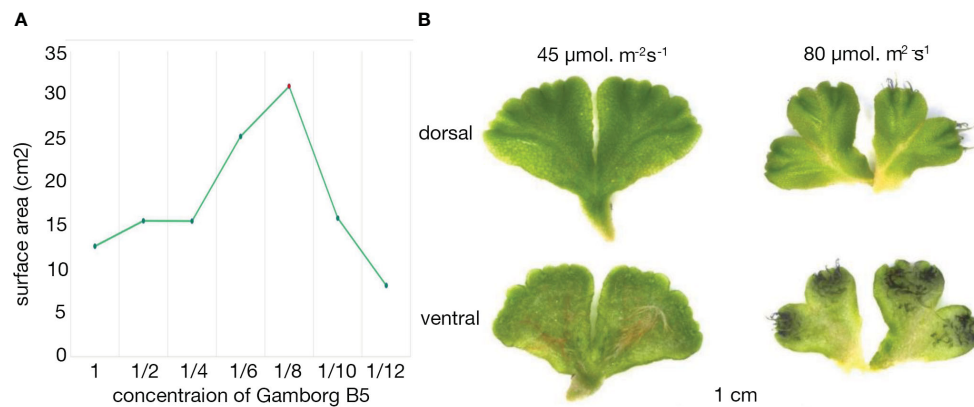 A
surface area (cm2)
35
30
25
20
15
10
5
0
1 1/2 1/4 1/6 1/8 1/10 1/12
concentraion of Gamborg B5
B
45 µmol. m⁻²s⁻¹ 80 µmol. m² ⁻s¹
dorsal
ventral
1 cm